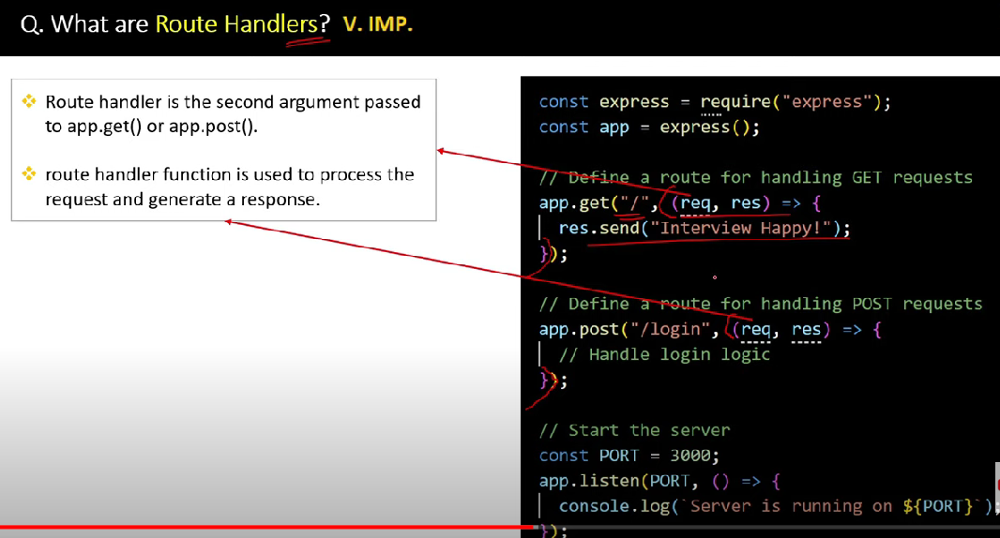 Q. What are Route Handlers? V. IMP.
Route handler is the second argument passed
to app.get() or app.post().
route handler function is used to process the
request and generate a response.
const express = require("express");
const app = express();
// Define a route for handling GET requests
app.get("/", (req, res) => {
res.send("Interview Happy!");
});
// Define a route for handling POST requests
app.post("/login", (req, res) => {
// Handle login logic
});
// Start the server
const PORT = 3000;
app.listen(PORT, () => {
console.log(`Server is running on ${PORT}`);
});